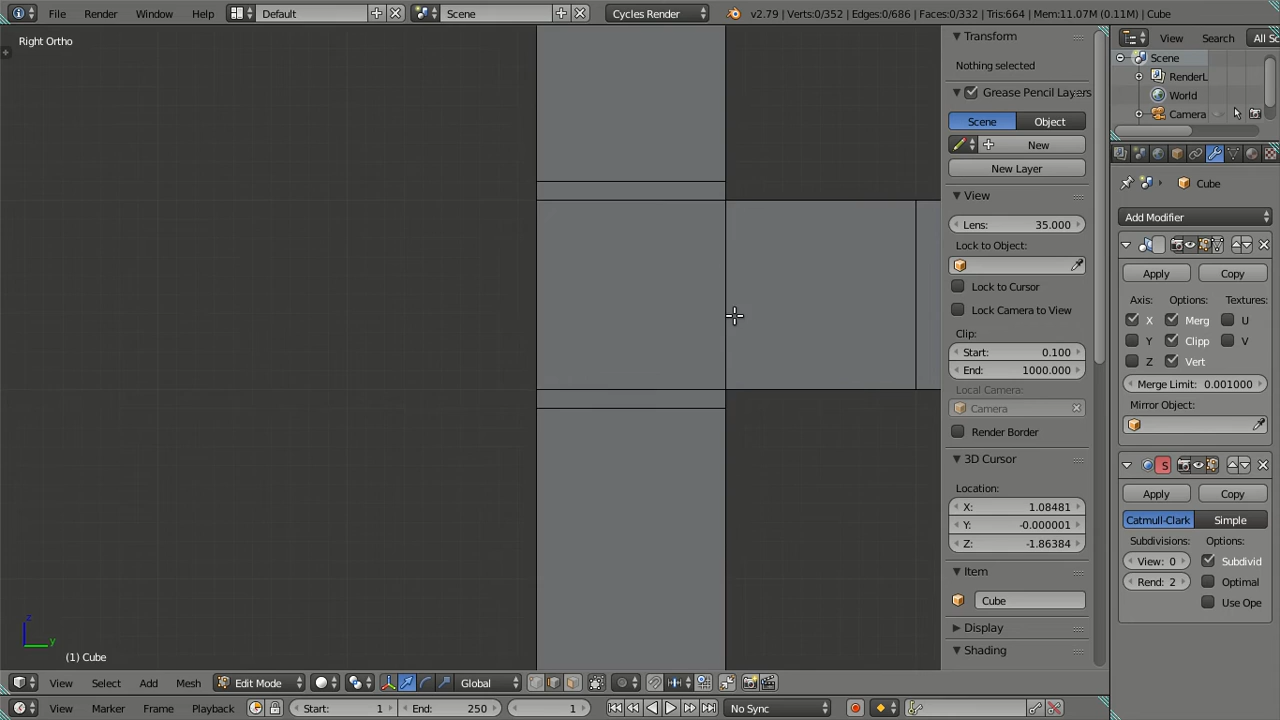 File Render Window Help Default Scene Cycles Render v2.79 | Verts:0/352 | Edges:0/686 | Faces:0/332 | Tris:664 | Mem:11.07M (0.11M) | Cube
Right Ortho
Transform
Nothing selected
Grease Pencil Layers
Scene Object
New
New Layer
View
Lens: 35.000
Lock to Object:
Lock to Cursor
Lock Camera to View
Clip:
Start: 0.100
End: 1000.000
Local Camera:
Camera
Render Border
3D Cursor
Location:
X: 1.08481
Y: -0.000001
Z: -1.86384
Item
Cube
Display
Shading
View Search All Sc
Scene
RenderL
World
Camera
Cube
Add Modifier
Apply Copy
Axis: Options: Textures:
X Merg U
Y Clipp V
Z Vert
Merge Limit: 0.001000
Mirror Object:
S
Apply Copy
Catmull-Clark Simple
Subdivisions: Options:
View: 0 Subdivid
Rend: 2 Optimal
Use Ope
z
y
(1) Cube
View Select Add Mesh Edit Mode Global
View Marker Frame Playback Start: 1 End: 250 1 No Sync